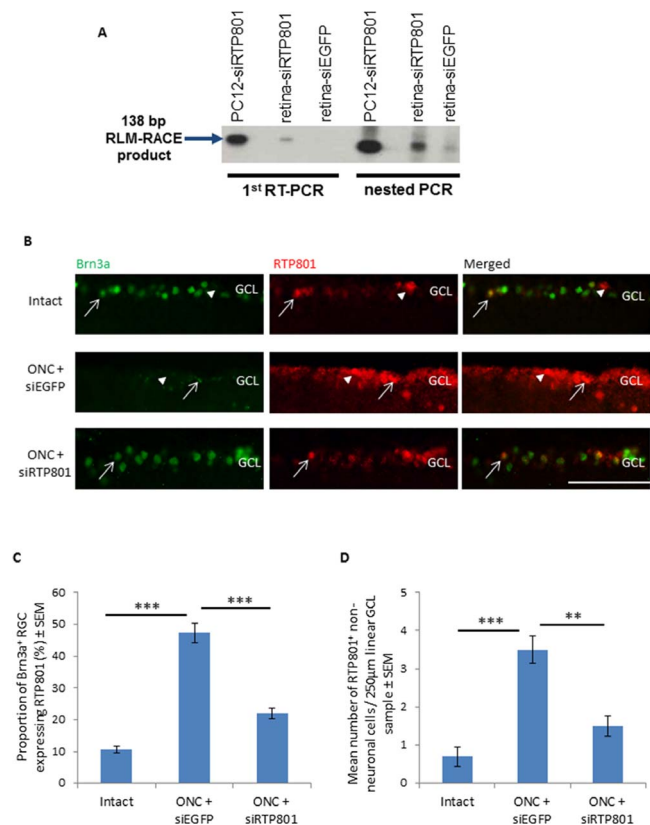 A
PC12-siRTP801
retina-siRTP801
retina-siEGFP
PC12-siRTP801
retina-siRTP801
retina-siEGFP
138 bp
RLM-RACE
product
1st RT-PCR
nested PCR
B
Brn3a
RTP801
Merged
Intact
GCL
GCL
GCL
ONC +
siEGFP
GCL
GCL
GCL
ONC +
siRTP801
GCL
GCL
GCL
C
Proportion of Brn3a+ RGC
expressing RTP801 (%) ± SEM
60
50
40
30
20
10
0
***
***
Intact
ONC +
siEGFP
ONC +
siRTP801
D
Mean number of RTP801+ non-
neuronal cells / 250µm linear GCL
sample ± SEM
5
4
3
2
1
0
***
**
Intact
ONC +
siEGFP
ONC +
siRTP801